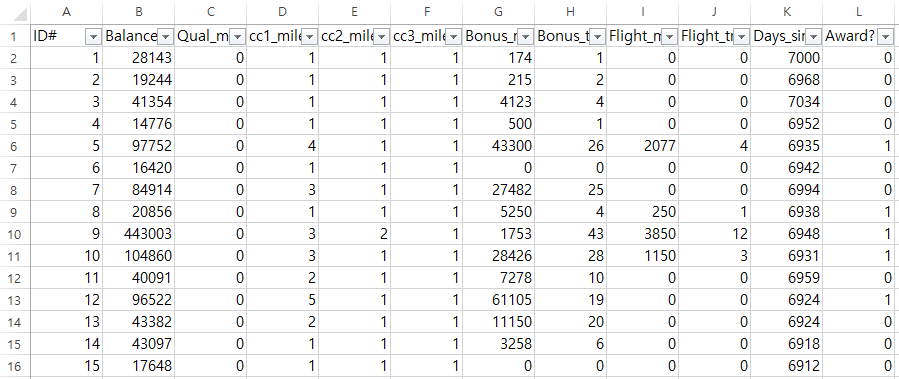 A B C D E F G H I J K L
1 ID# Balance Qual_m cc1_mile cc2_mile cc3_mile Bonus_m Bonus_t Flight_m Flight_tr Days_sin Award?
2 1 28143 0 1 1 1 174 1 0 0 7000 0
3 2 19244 0 1 1 1 215 2 0 0 6968 0
4 3 41354 0 1 1 1 4123 4 0 0 7034 0
5 4 14776 0 1 1 1 500 1 0 0 6952 0
6 5 97752 0 4 1 1 43300 26 2077 4 6935 1
7 6 16420 0 1 1 1 0 0 0 0 6942 0
8 7 84914 0 3 1 1 27482 25 0 0 6994 0
9 8 20856 0 1 1 1 5250 4 250 1 6938 1
10 9 443003 0 3 2 1 1753 43 3850 12 6948 1
11 10 104860 0 3 1 1 28426 28 1150 3 6931 1
12 11 40091 0 2 1 1 7278 10 0 0 6959 0
13 12 96522 0 5 1 1 61105 19 0 0 6924 1
14 13 43382 0 2 1 1 11150 20 0 0 6924 0
15 14 43097 0 1 1 1 3258 6 0 0 6918 0
16 15 17648 0 1 1 1 0 0 0 0 6912 0